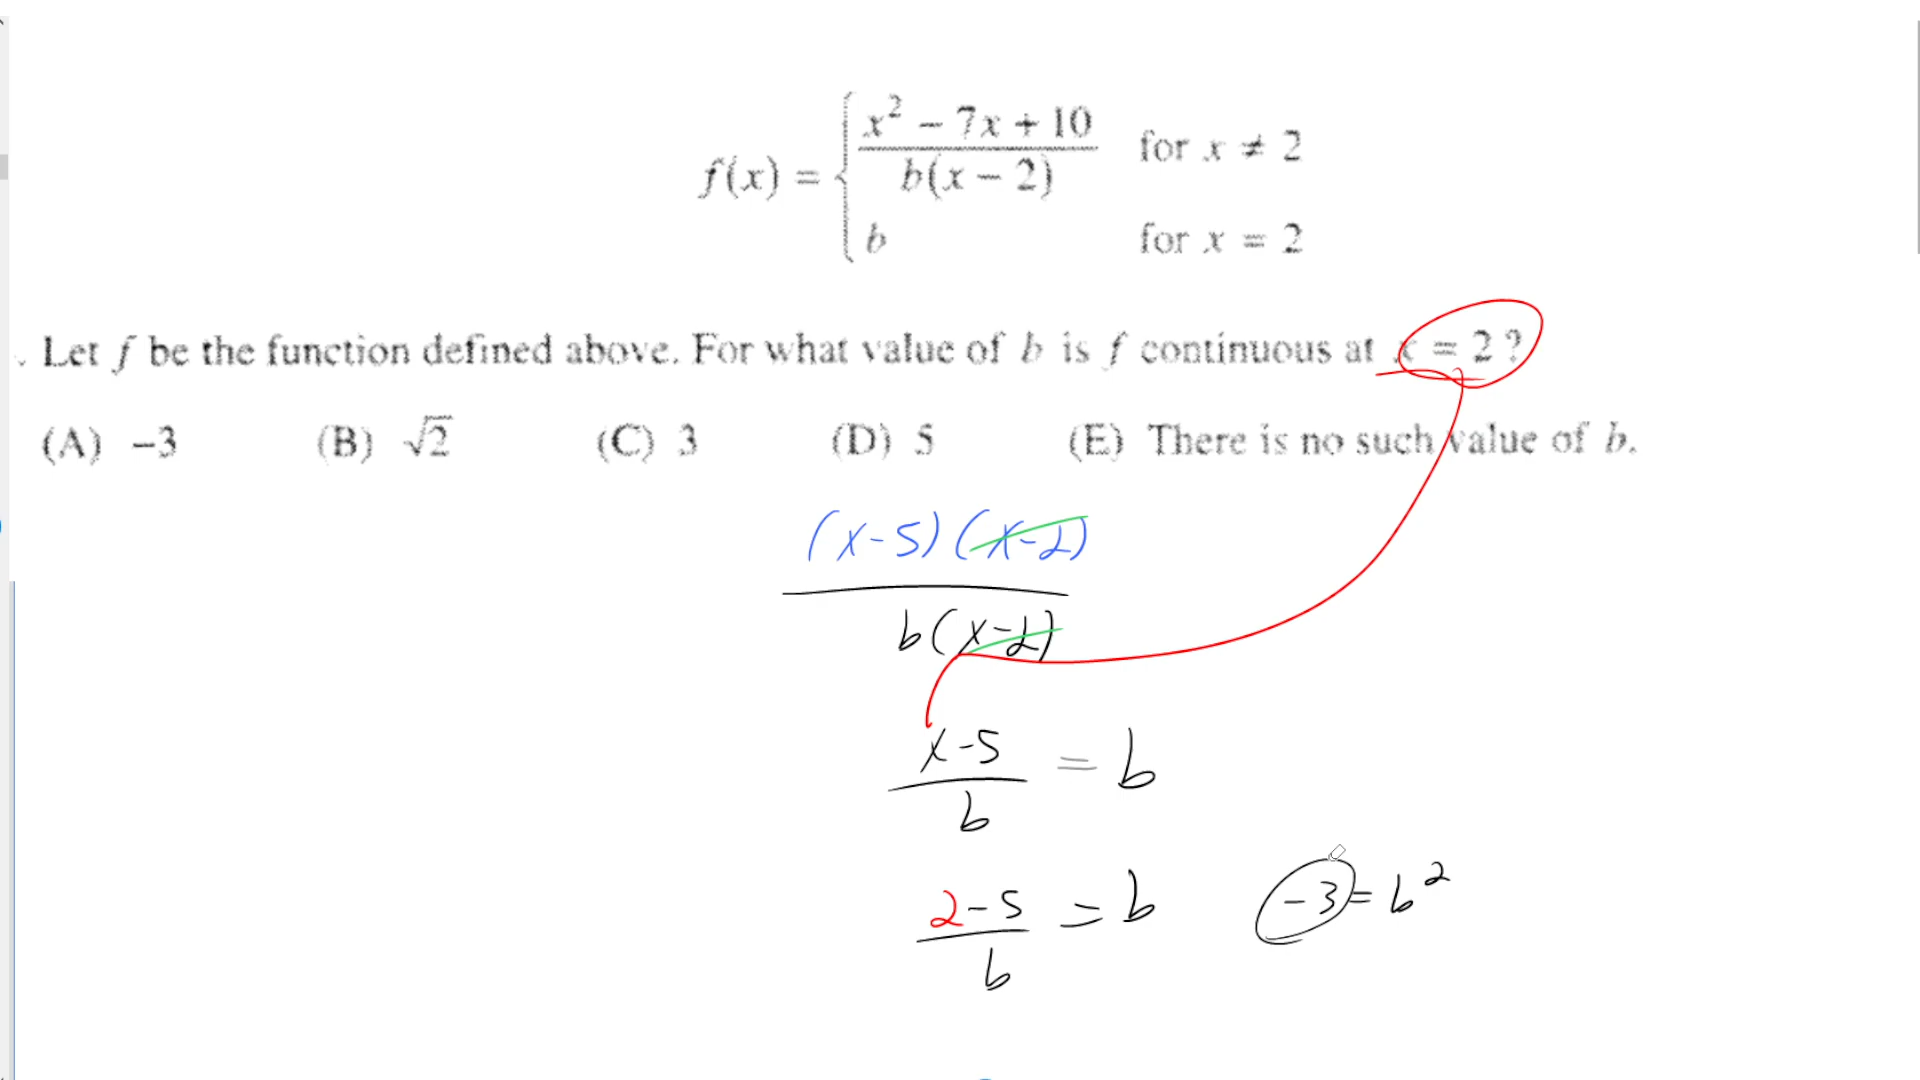 f(x) = { x² − 7x + 10 / b(x − 2) for x ≠ 2
b for x = 2
. Let f be the function defined above. For what value of b is f continuous at x = 2 ?
(A) −3 (B) √2 (C) 3 (D) 5 (E) There is no such value of b.
(x-5)(x-2)
b(x-2)
x-5 / b = b
2-5 / b = b -3 = b²